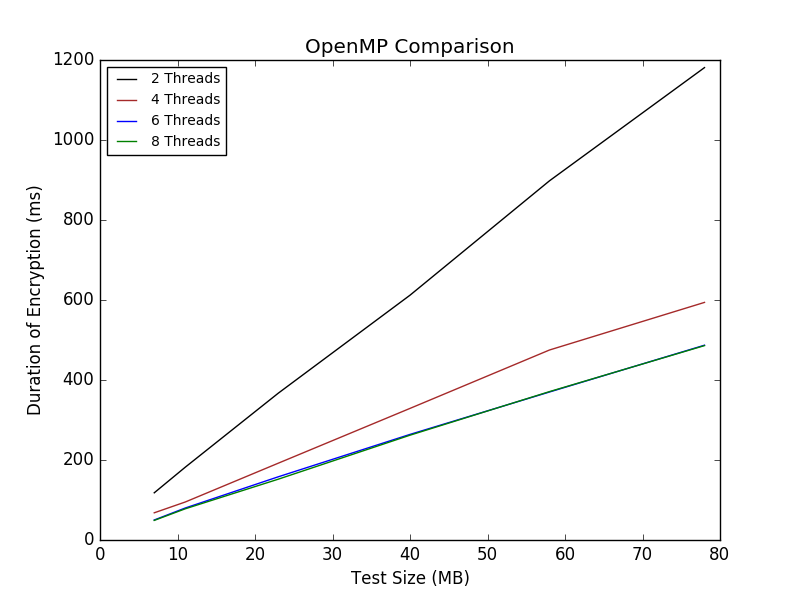 OpenMP Comparison
2 Threads
4 Threads
6 Threads
8 Threads
Duration of Encryption (ms)
1200
1000
800
600
400
200
0
0 10 20 30 40 50 60 70 80
Test Size (MB)